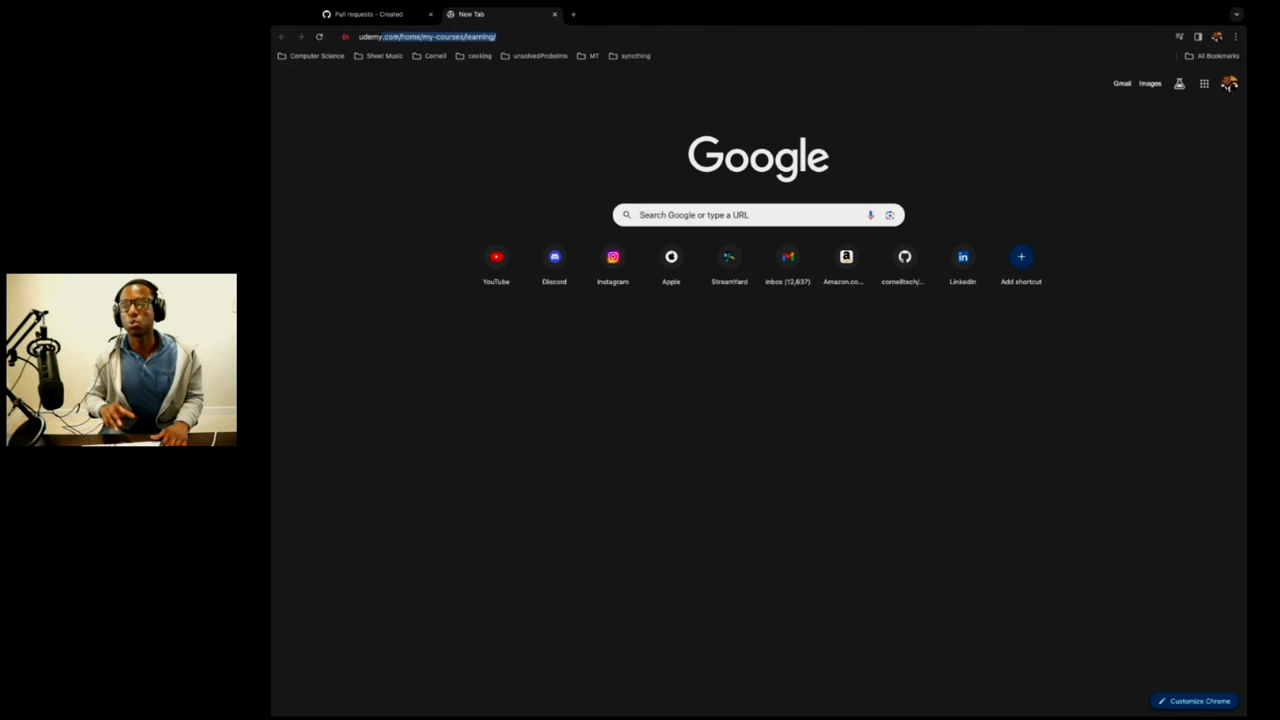 Pull requests - Created
New Tab
udemy.com/home/my-courses/learning/
Computer Science
Sheet Music
Cornell
cocking
unsolvedProbelms
MT
syncthing
All Bookmarks
Gmail
Images
Google
Search Google or type a URL
YouTube
Discord
Instagram
Apple
StreamYard
Inbox (12,637)
Amazon.co...
cornelltech/...
LinkedIn
Add shortcut
Customize Chrome